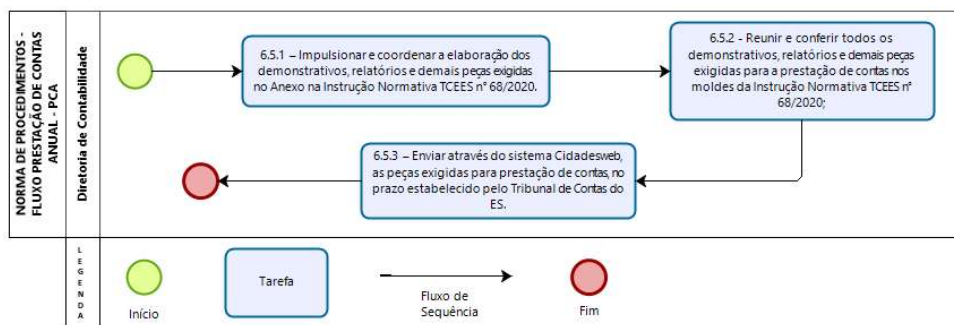 NORMA DE PROCEDIMENTOS -
FLUXO PRESTAÇÃO DE CONTAS
ANUAL - PCA
Diretoria de Contabilidade
6.5.1 – Impulsionar e coordenar a elaboração dos
demonstrativos, relatórios e demais peças exigidas
no Anexo na Instrução Normativa TCEES n° 68/2020.
6.5.2 - Reunir e conferir todos os
demonstrativos, relatórios e demais peças
exigidas para a prestação de contas nos
moldes da Instrução Normativa TCEES n°
68/2020;
6.5.3 – Enviar através do sistema Cidadesweb,
as peças exigidas para prestação de contas, no
prazo estabelecido pelo Tribunal de Contas do
ES.
LEGENDA
Início
Tarefa
Fluxo de
Sequência
Fim